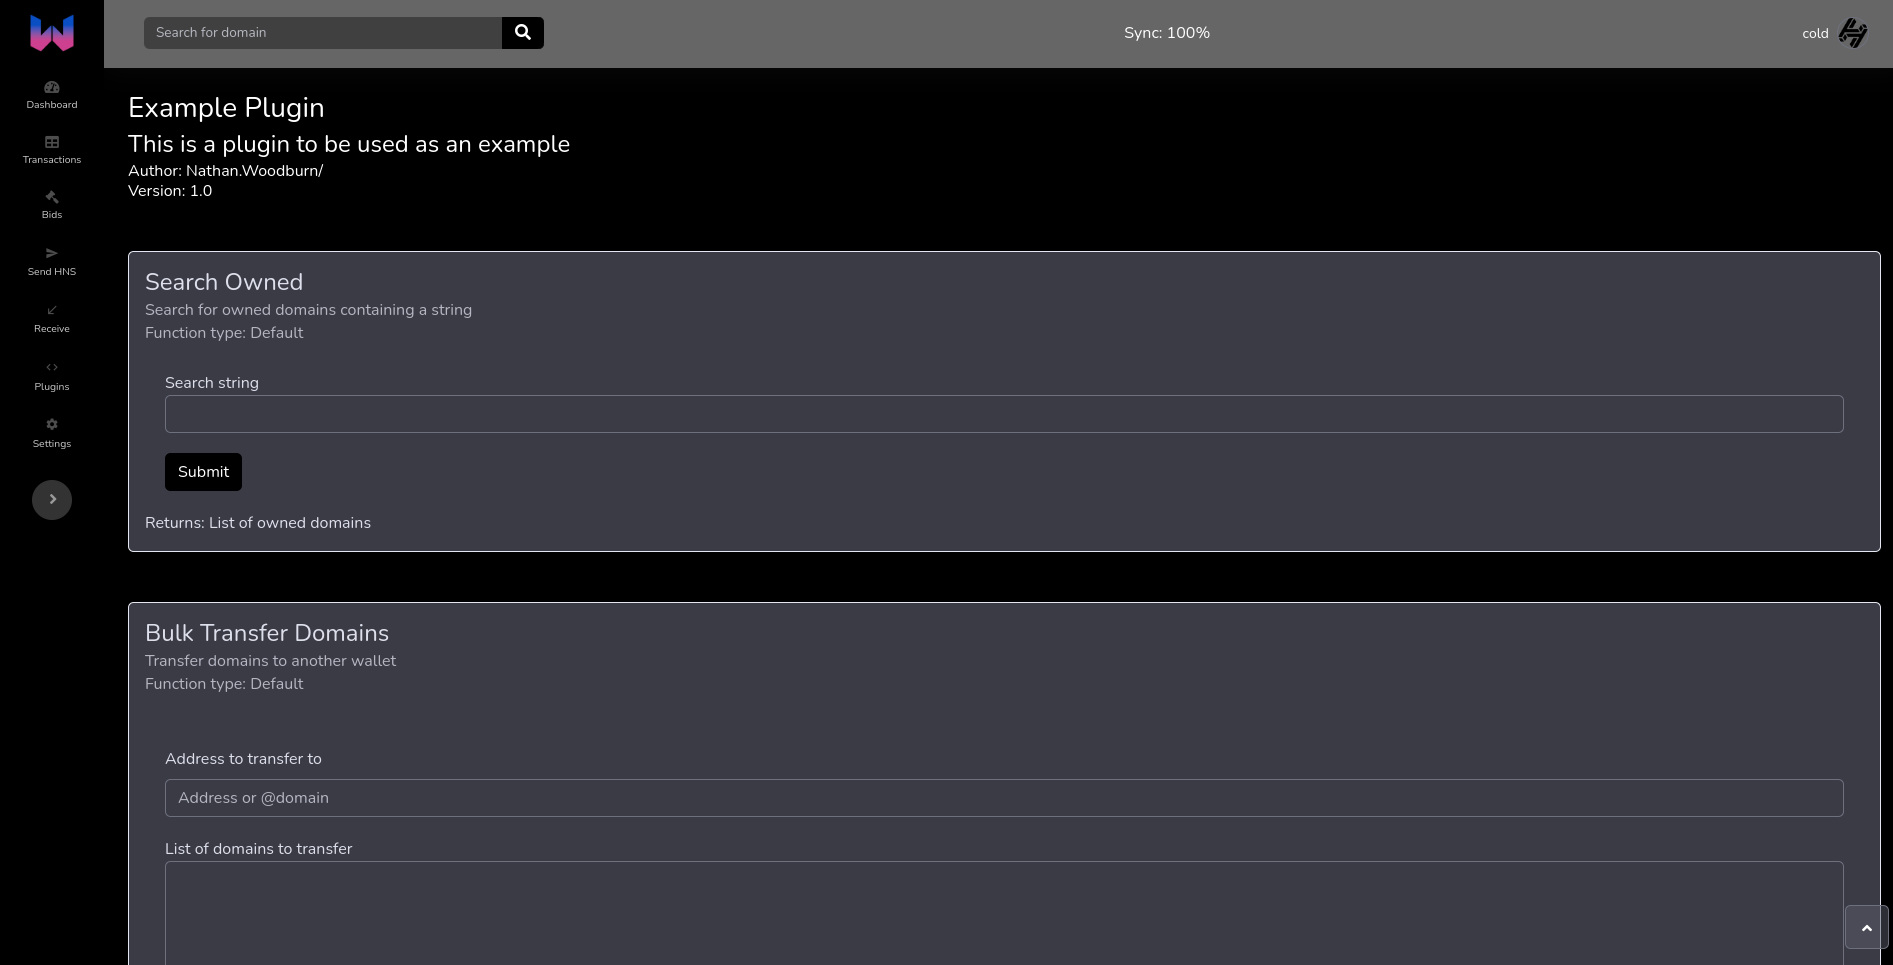 Search for domain
Sync: 100%
cold
Dashboard
Transactions
Bids
Send HNS
Receive
Plugins
Settings
Example Plugin
This is a plugin to be used as an example
Author: Nathan.Woodburn/
Version: 1.0
Search Owned
Search for owned domains containing a string
Function type: Default
Search string
Submit
Returns: List of owned domains
Bulk Transfer Domains
Transfer domains to another wallet
Function type: Default
Address to transfer to
Address or @domain
List of domains to transfer